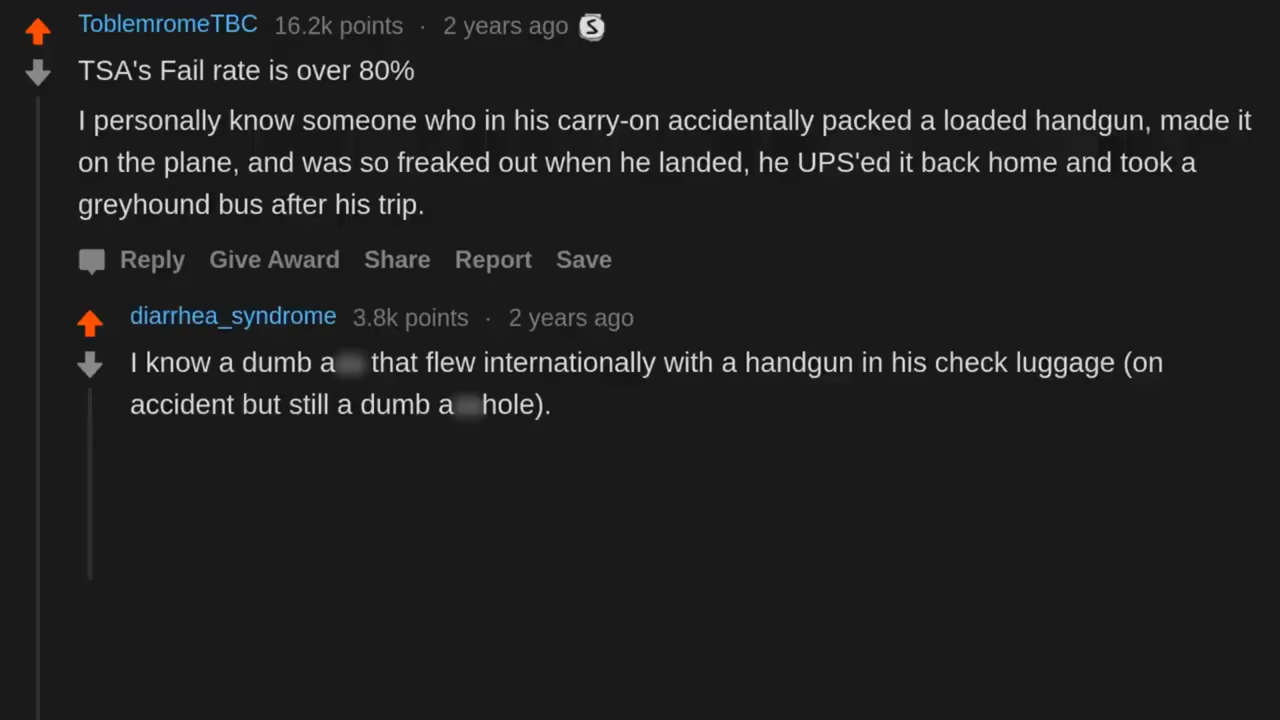 ToblemromeTBC 16.2k points · 2 years ago S
TSA's Fail rate is over 80%
I personally know someone who in his carry-on accidentally packed a loaded handgun, made it
on the plane, and was so freaked out when he landed, he UPS'ed it back home and took a
greyhound bus after his trip.
Reply Give Award Share Report Save
diarrhea_syndrome 3.8k points · 2 years ago
I know a dumb a that flew internationally with a handgun in his check luggage (on
accident but still a dumb a hole).